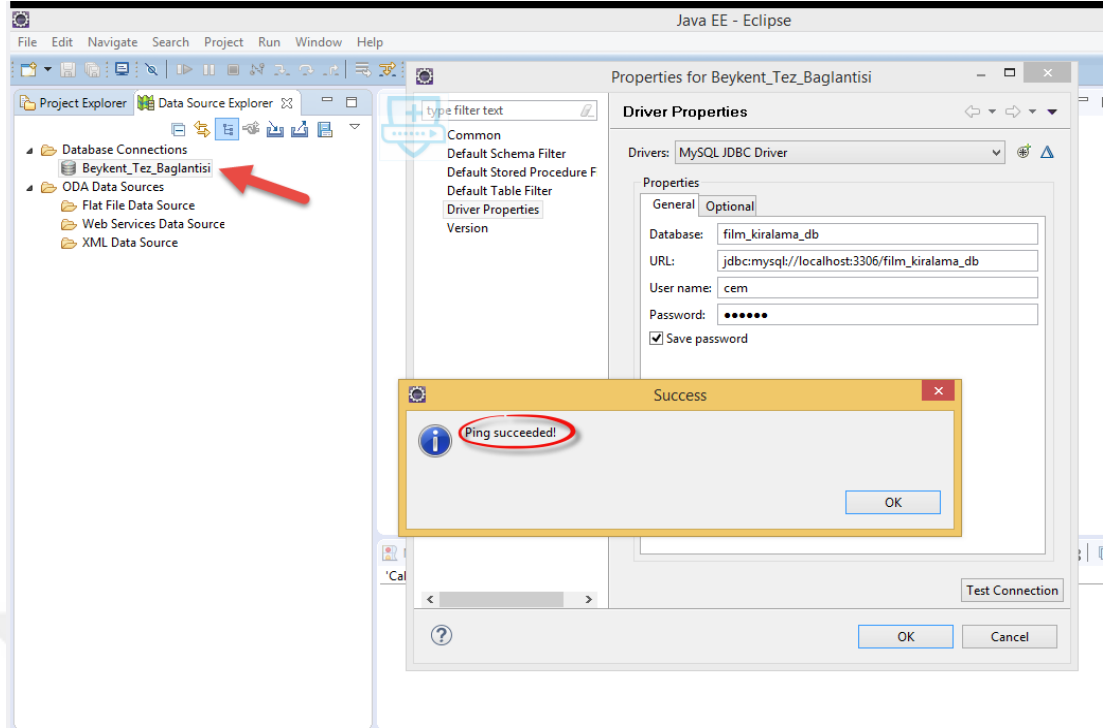 Java EE - Eclipse
File Edit Navigate Search Project Run Window Help
Project Explorer Data Source Explorer
Database Connections
Beykent_Tez_Baglantisi
ODA Data Sources
Flat File Data Source
Web Services Data Source
XML Data Source
Properties for Beykent_Tez_Baglantisi
type filter text
Common
Default Schema Filter
Default Stored Procedure F
Default Table Filter
Driver Properties
Version
Driver Properties
Drivers: MySQL JDBC Driver
Properties
General Optional
Database: film_kiralama_db
URL: jdbc:mysql://localhost:3306/film_kiralama_db
User name: cem
Password: ●●●●●●
Save password
Success
Ping succeeded!
OK
'Cal
Test Connection
OK Cancel